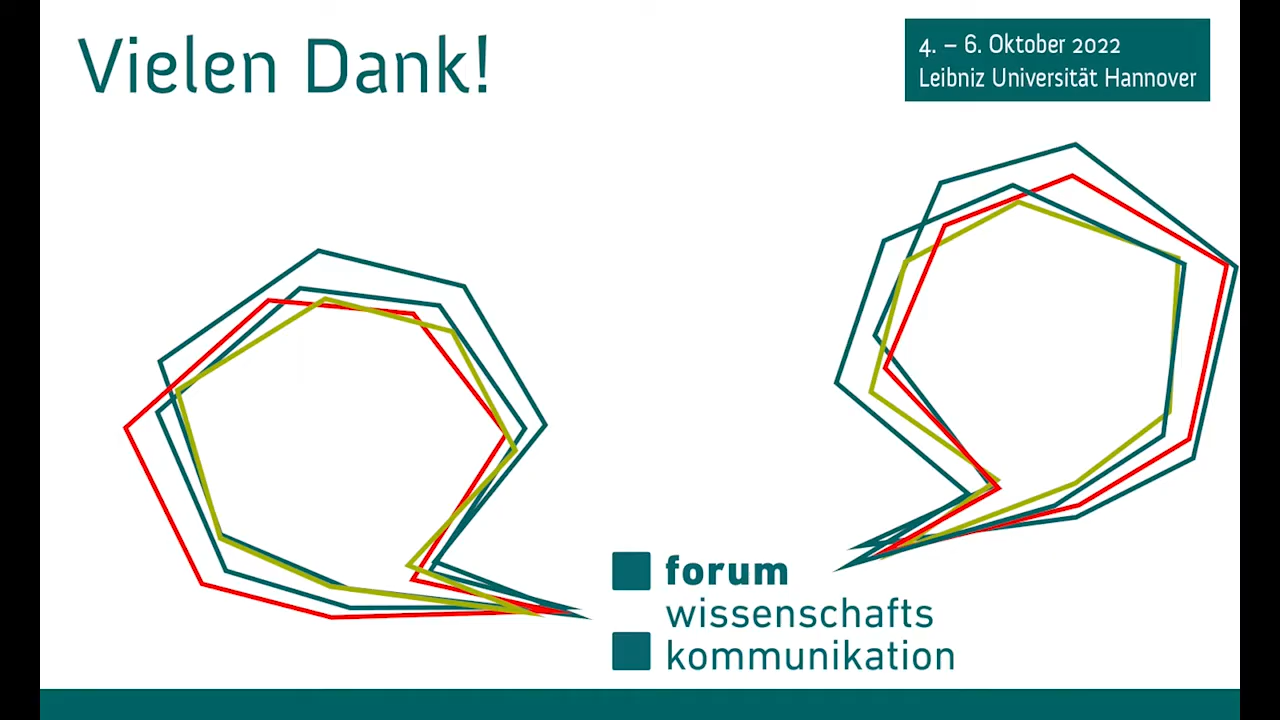 Vielen Dank!
4. – 6. Oktober 2022
Leibniz Universität Hannover
forum
wissenschafts
kommunikation